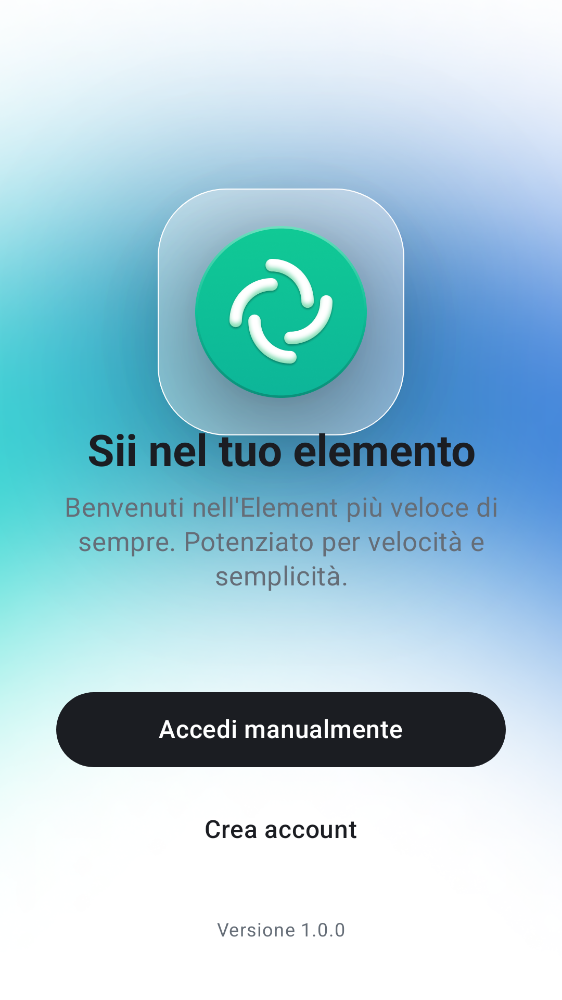 Sii nel tuo elemento
Benvenuti nell'Element più veloce di
sempre. Potenziato per velocità e
semplicità.
Accedi manualmente
Crea account
Versione 1.0.0